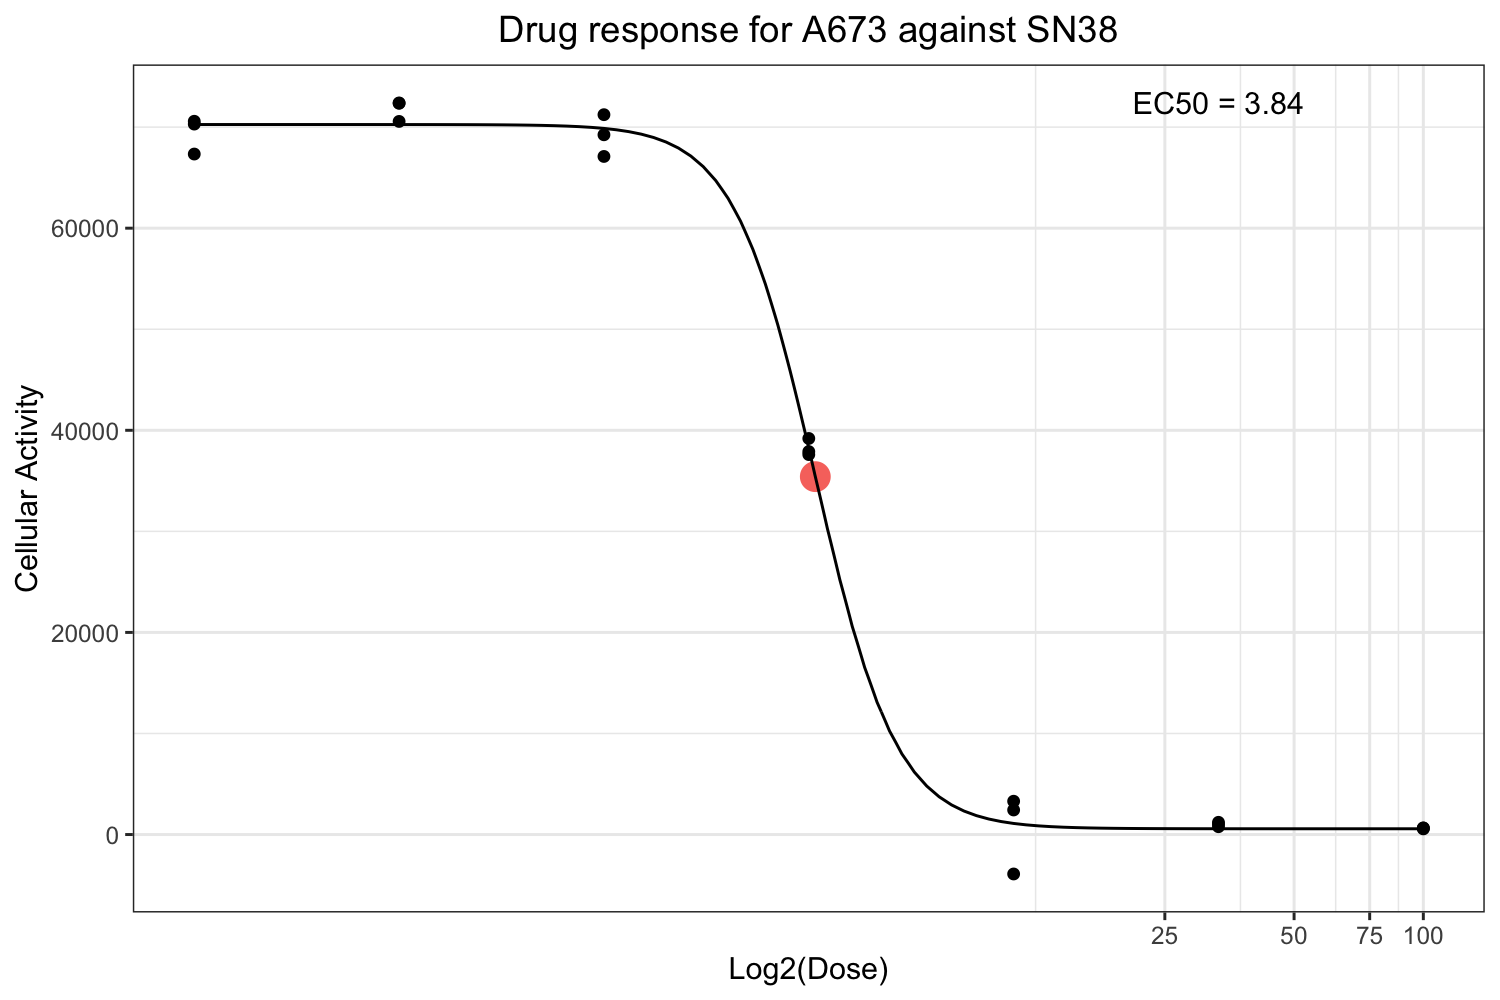 Drug response for A673 against SN38
EC50 = 3.84
Cellular Activity
60000
40000
20000
0
25 50 75 100
Log2(Dose)